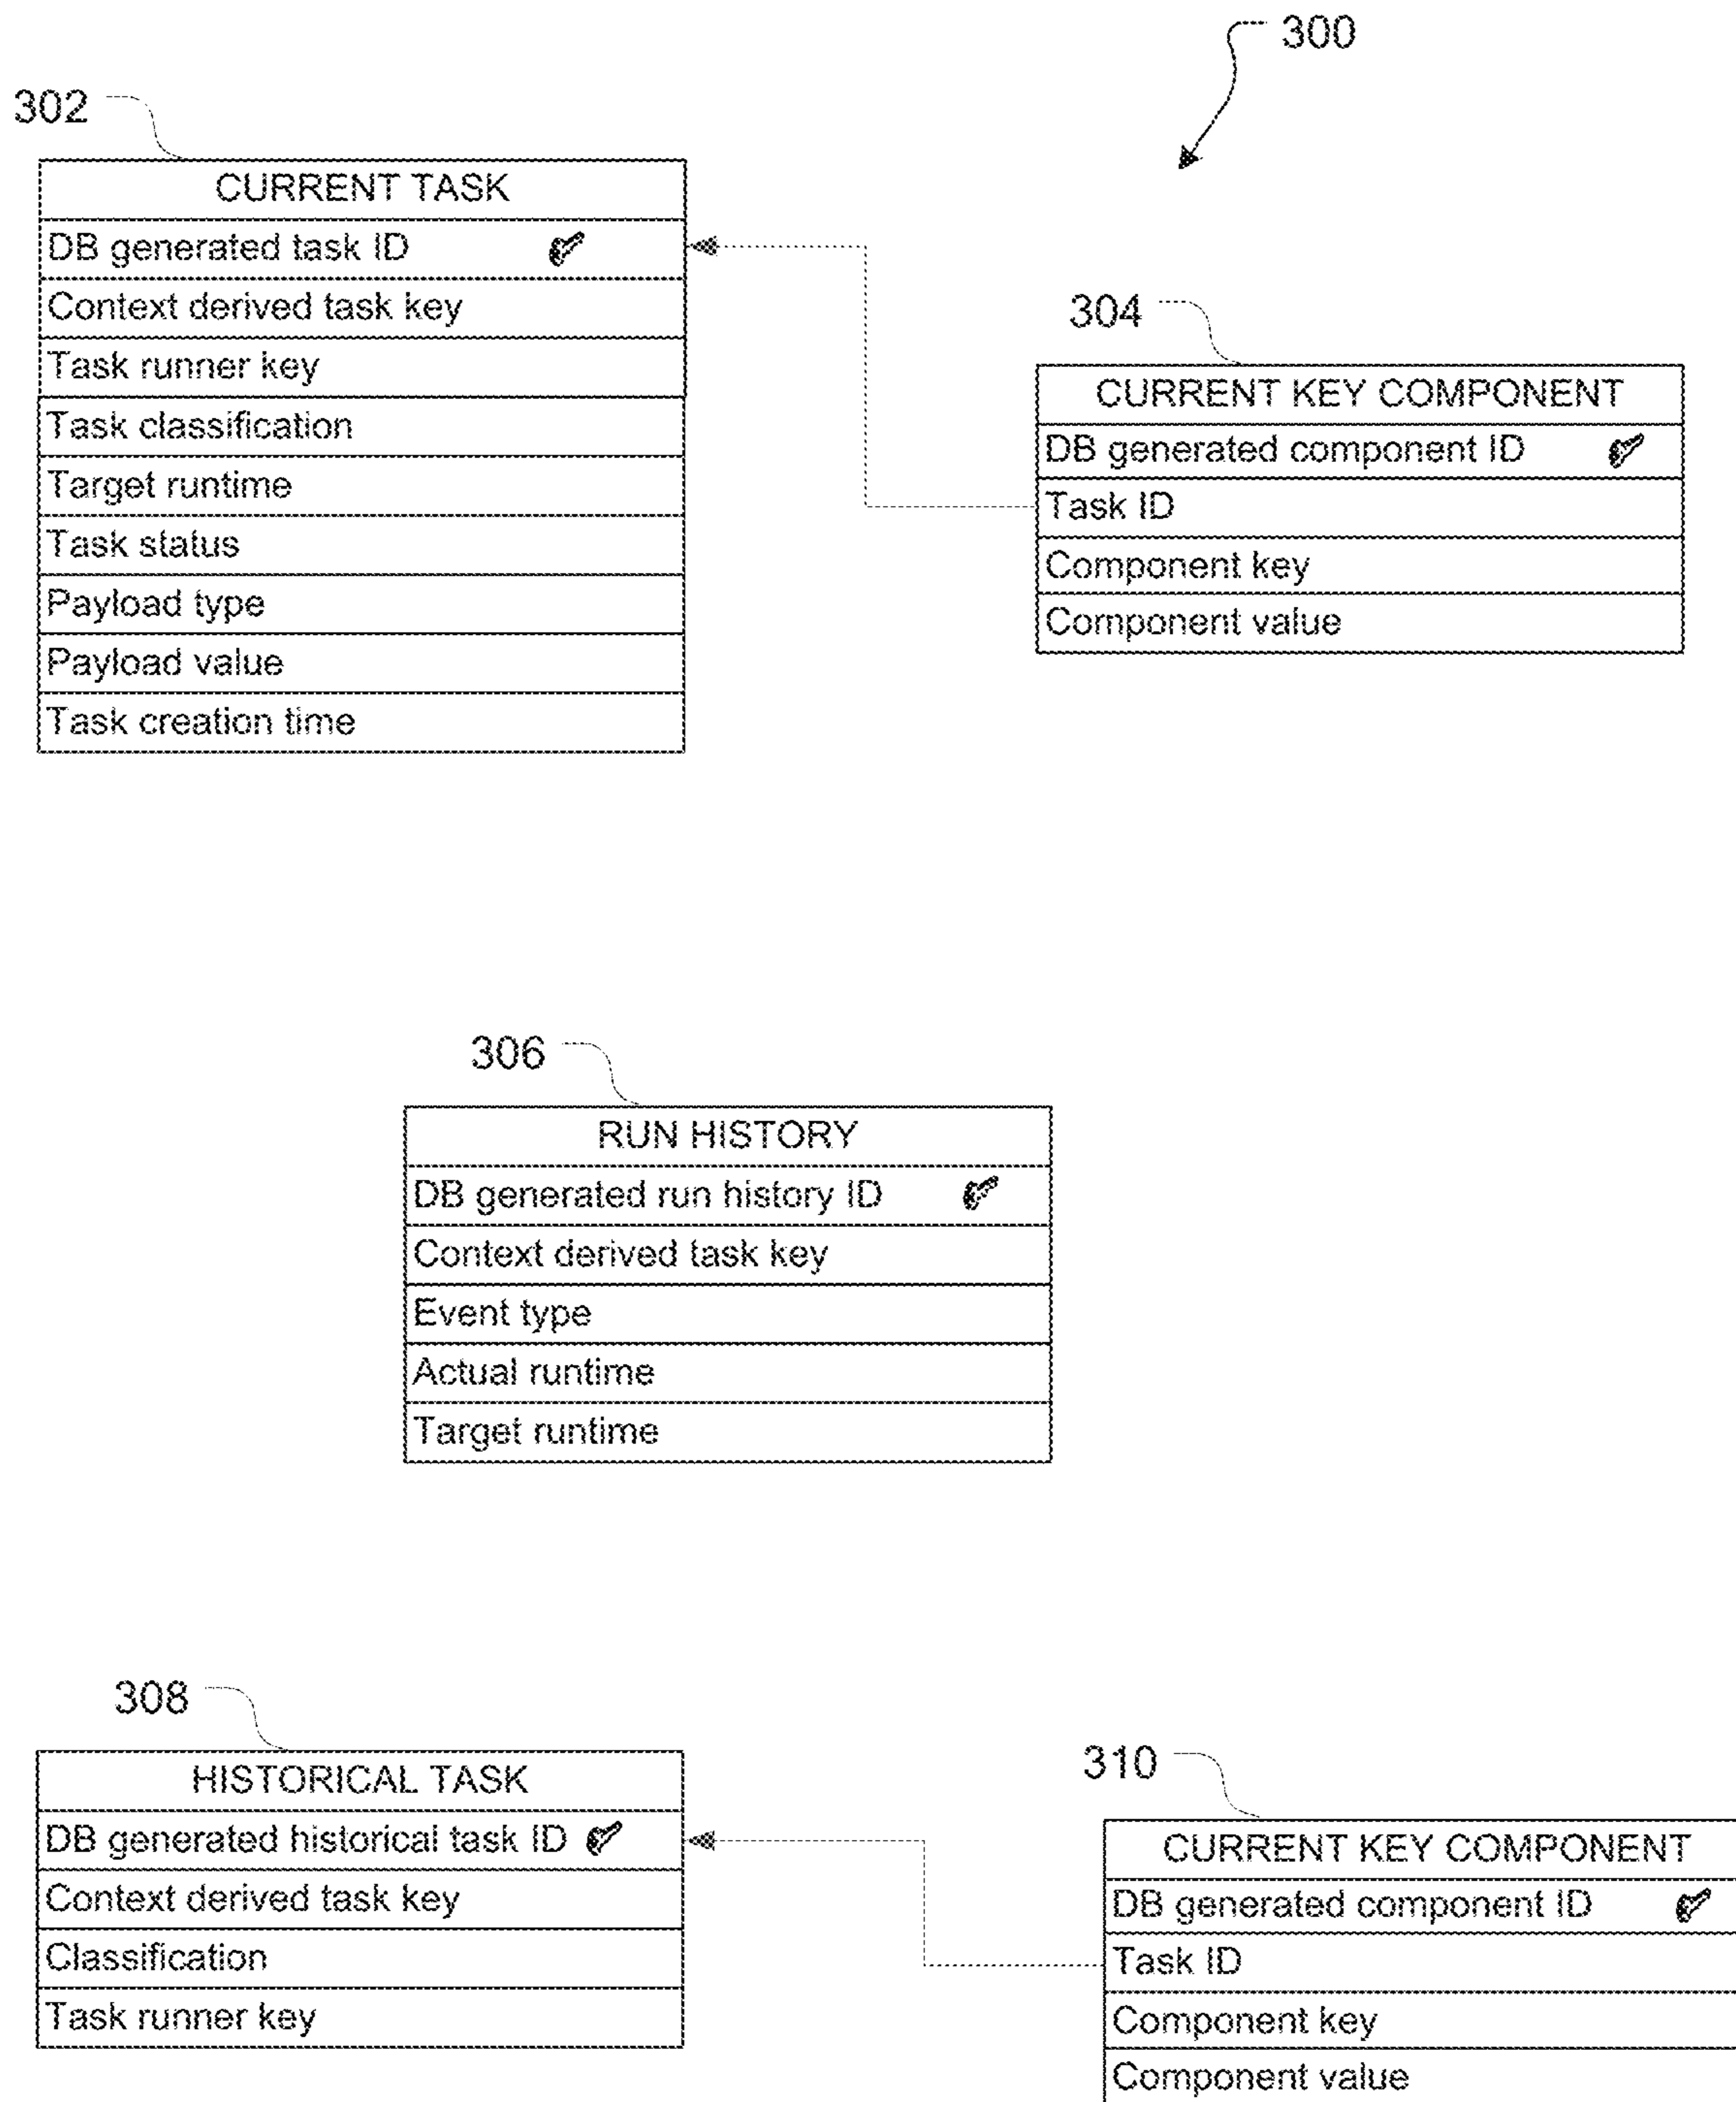 300
302
CURRENT TASK
DB generated task ID
Context derived task key
Task runner key
Task classification
Target runtime
Task status
Payload type
Payload value
Task creation time
304
CURRENT KEY COMPONENT
DB generated component ID
Task ID
Component key
Component value
306
RUN HISTORY
DB generated run history ID
Context derived task key
Event type
Actual runtime
Target runtime
308
HISTORICAL TASK
DB generated historical task ID
Context derived task key
Classification
Task runner key
310
CURRENT KEY COMPONENT
DB generated component ID
Task ID
Component key
Component value